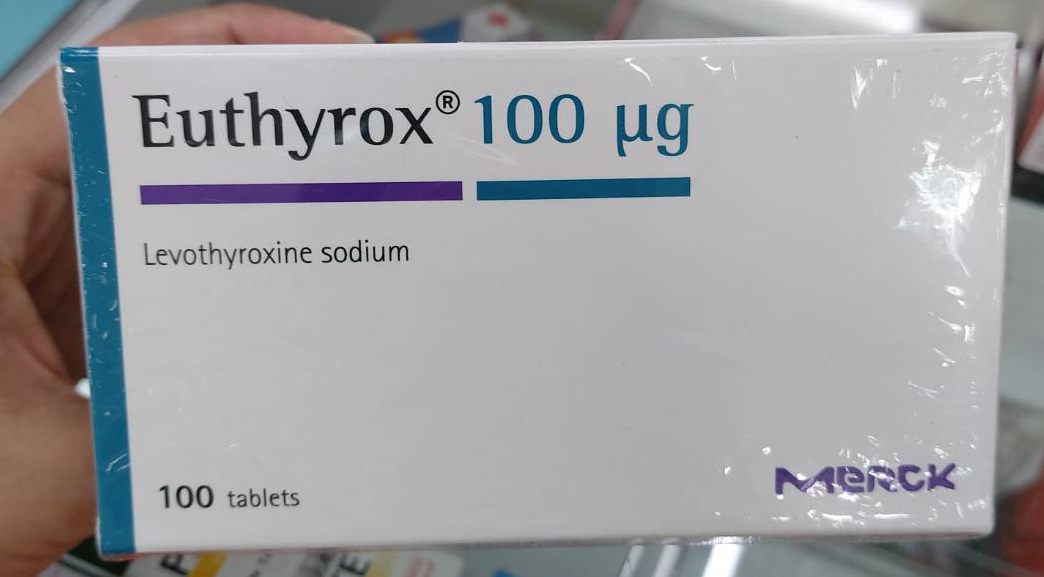 Euthyrox® 100 µg
Levothyroxine sodium
100 tablets
MERCK